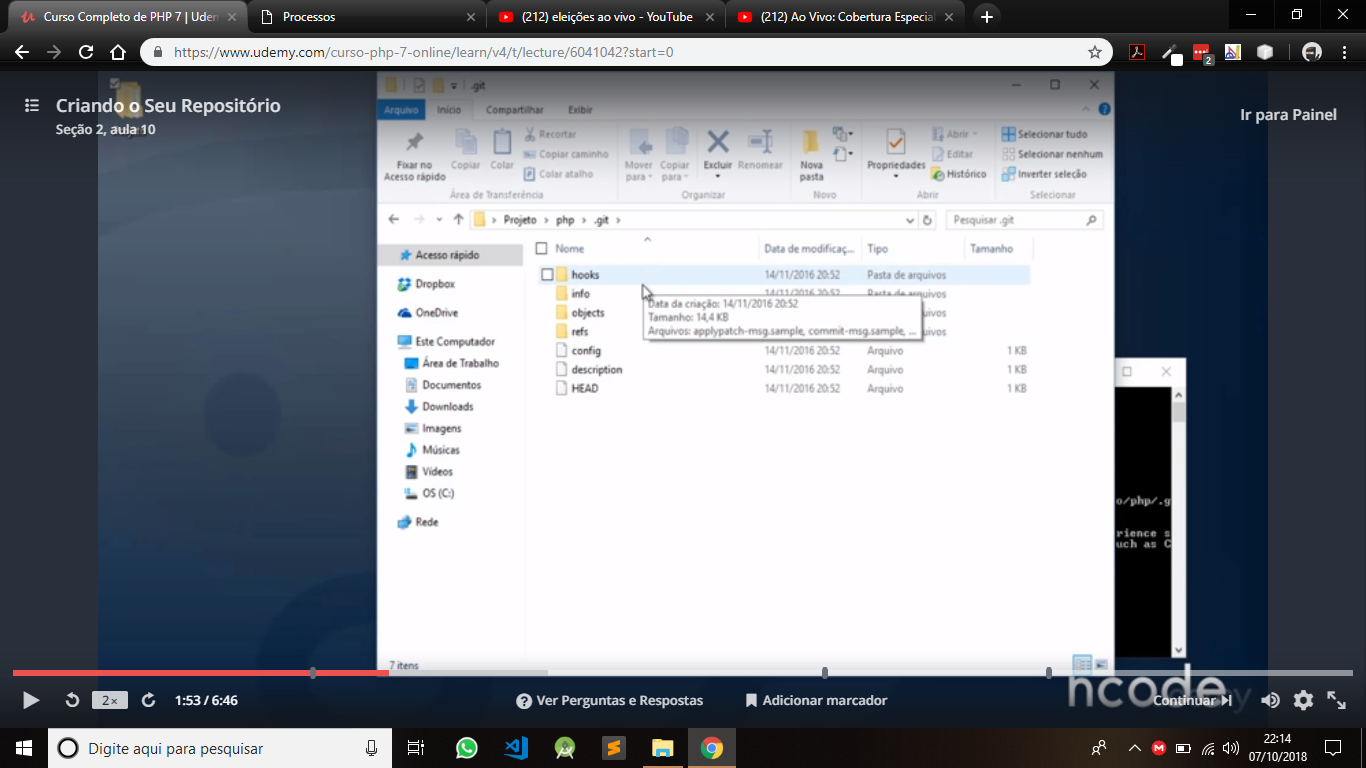 Curso Completo de PHP 7 | Udem
Processos
(212) eleições ao vivo - YouTube
(212) Ao Vivo: Cobertura Especial
https://www.udemy.com/curso-php-7-online/learn/v4/t/lecture/6041042?start=0
2
Criando o Seu Repositório
Seção 2, aula 10
Ir para Painel
.git
Arquivo Início Compartilhar Exibir
Fixar no Acesso rápido
Copiar
Colar
Recortar
Copiar caminho
Colar atalho
Área de Transferência
Mover para
Copiar para
Excluir
Renomear
Organizar
Nova pasta
Novo
Propriedades
Abrir
Editar
Histórico
Abrir
Selecionar tudo
Selecionar nenhum
Inverter seleção
Selecionar
Projeto > php > .git >
Pesquisar .git
Nome Data de modificaç... Tipo Tamanho
Acesso rápido
Dropbox
OneDrive
Este Computador
Área de Trabalho
Documentos
Downloads
Imagens
Músicas
Vídeos
OS (C:)
Rede
hooks 14/11/2016 20:52 Pasta de arquivos
info 14/11/2016 20:52 Pasta de arquivos
objects uivos
refs uivos
Data da criação: 14/11/2016 20:52
Tamanho: 14,4 KB
Arquivos: applypatch-msg.sample, commit-msg.sample, ...
config 14/11/2016 20:52 Arquivo 1 KB
description 14/11/2016 20:52 Arquivo 1 KB
HEAD 14/11/2016 20:52 Arquivo 1 KB
o/php/.g
rience s
uch as C
7 itens
ncode
2×
1:53 / 6:46
Ver Perguntas e Respostas
Adicionar marcador
Continuar
Digite aqui para pesquisar
22:14
07/10/2018